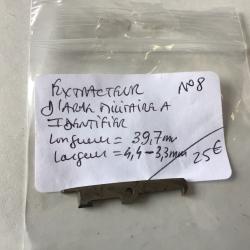 EXTRACTEUR N°8
D'ARME MILITAIRE A
IDENTIFIER
Longueur = 39,7mm
Largeur = 4,4-3,3mm
25€